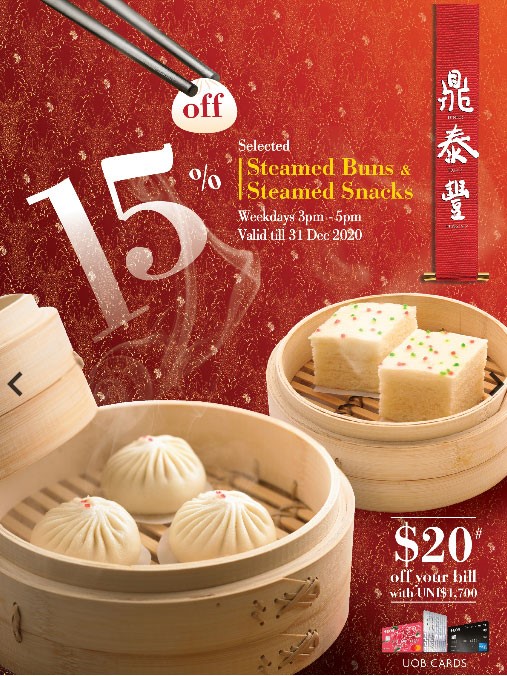 off
15%
Selected
Steamed Buns &
Steamed Snacks
Weekdays 3pm - 5pm
Valid till 31 Dec 2020
鼎
泰
豐
$20#
off your bill
with UNI$1,700
UOB CARDS